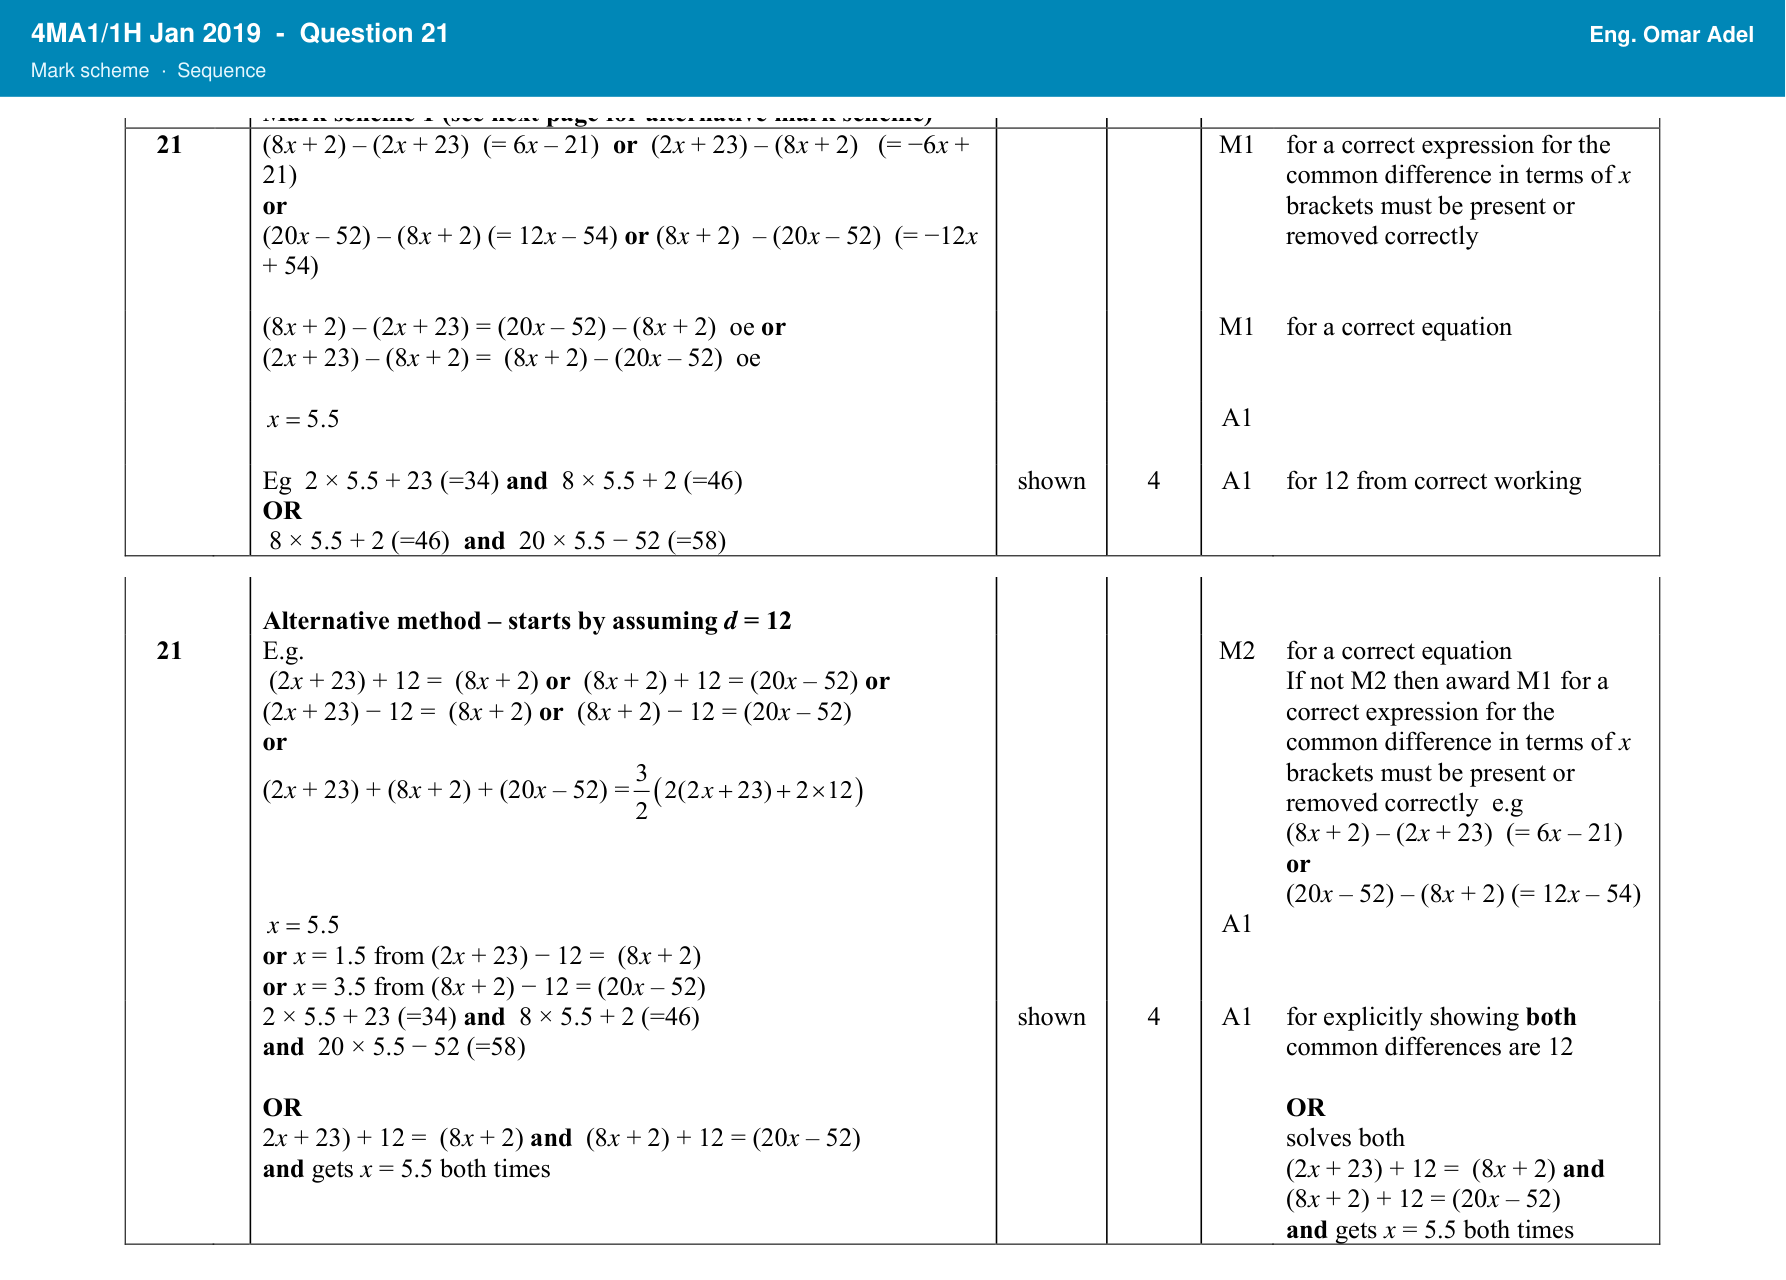 4MA1/1H Jan 2019 - Question 21
Eng. Omar Adel
Mark scheme · Sequence
Mark scheme 1 (see next page for alternative mark scheme)
21 (8x + 2) – (2x + 23) (= 6x – 21) or (2x + 23) – (8x + 2) (= −6x + M1 for a correct expression for the
21) common difference in terms of x
or brackets must be present or
(20x – 52) – (8x + 2) (= 12x – 54) or (8x + 2) – (20x – 52) (= −12x removed correctly
+ 54)
(8x + 2) – (2x + 23) = (20x – 52) – (8x + 2) oe or M1 for a correct equation
(2x + 23) – (8x + 2) = (8x + 2) – (20x – 52) oe
x = 5.5 A1
Eg 2 × 5.5 + 23 (=34) and 8 × 5.5 + 2 (=46) shown 4 A1 for 12 from correct working
OR
8 × 5.5 + 2 (=46) and 20 × 5.5 − 52 (=58)
Alternative method – starts by assuming d = 12
21 E.g. M2 for a correct equation
(2x + 23) + 12 = (8x + 2) or (8x + 2) + 12 = (20x – 52) or If not M2 then award M1 for a
(2x + 23) − 12 = (8x + 2) or (8x + 2) − 12 = (20x – 52) correct expression for the
or common difference in terms of x
(2x + 23) + (8x + 2) + (20x – 52) = 3/2 (2(2x + 23) + 2×12) brackets must be present or
removed correctly e.g
(8x + 2) – (2x + 23) (= 6x – 21)
or
(20x – 52) – (8x + 2) (= 12x – 54)
x = 5.5 A1
or x = 1.5 from (2x + 23) − 12 = (8x + 2)
or x = 3.5 from (8x + 2) − 12 = (20x – 52)
2 × 5.5 + 23 (=34) and 8 × 5.5 + 2 (=46) shown 4 A1 for explicitly showing both
and 20 × 5.5 − 52 (=58) common differences are 12
OR OR
2x + 23) + 12 = (8x + 2) and (8x + 2) + 12 = (20x – 52) solves both
and gets x = 5.5 both times (2x + 23) + 12 = (8x + 2) and
(8x + 2) + 12 = (20x – 52)
and gets x = 5.5 both times